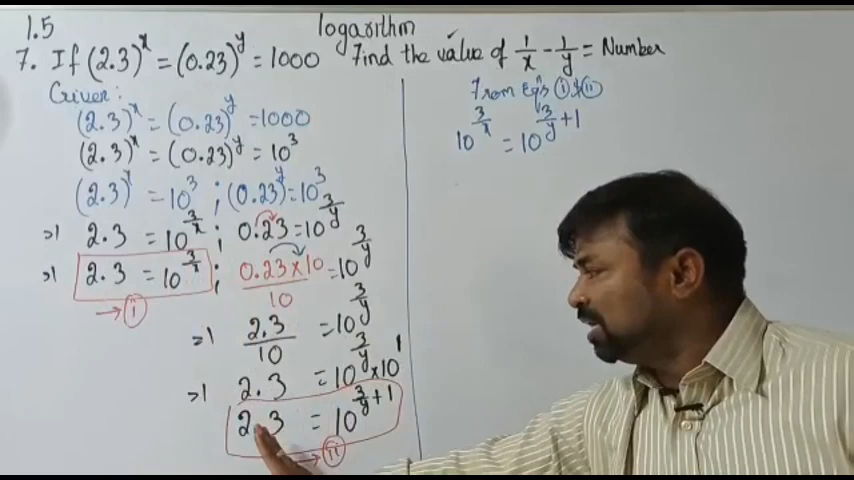 1.5
logarithm
7. If (2.3)^x = (0.23)^y = 1000 Find the value of 1/x - 1/y = Number
Given:
(2.3)^x = (0.23)^y = 1000
(2.3)^x = (0.23)^y = 10^3
(2.3)^x = 10^3 ; (0.23)^y = 10^3
⇒ 2.3 = 10^(3/x) ; 0.23 = 10^(3/y)
⇒ 2.3 = 10^(3/x) ; (0.23×10)/10 = 10^(3/y)
→ (i)
⇒ 2.3/10 = 10^(3/y)
⇒ 2.3 = 10^(3/y) × 10^1
2.3 = 10^(3/y + 1)
→ (ii)
From Eqns (i) & (ii)
10^(3/x) = 10^(3/y + 1)